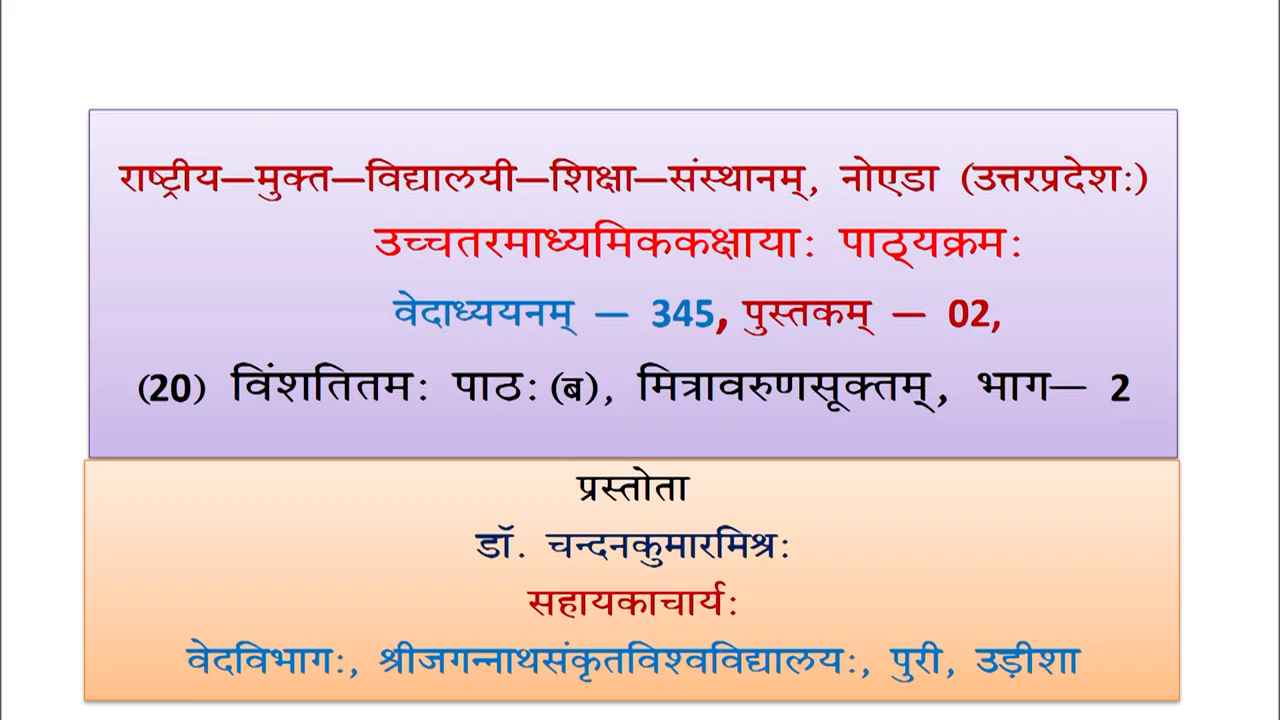 राष्ट्रीय—मुक्त—विद्यालयी—शिक्षा—संस्थानम्, नोएडा (उत्तरप्रदेशः)
उच्चतरमाध्यमिककक्षायाः पाठ्यक्रमः
वेदाध्ययनम् — 345, पुस्तकम् — 02,
(20) विंशतितमः पाठः (ब), मित्रावरुणसूक्तम्, भाग— 2
प्रस्तोता
डॉ. चन्दनकुमारमिश्रः
सहायकाचार्यः
वेदविभागः, श्रीजगन्नाथसंकृतविश्वविद्यालयः, पुरी, उड़ीशा